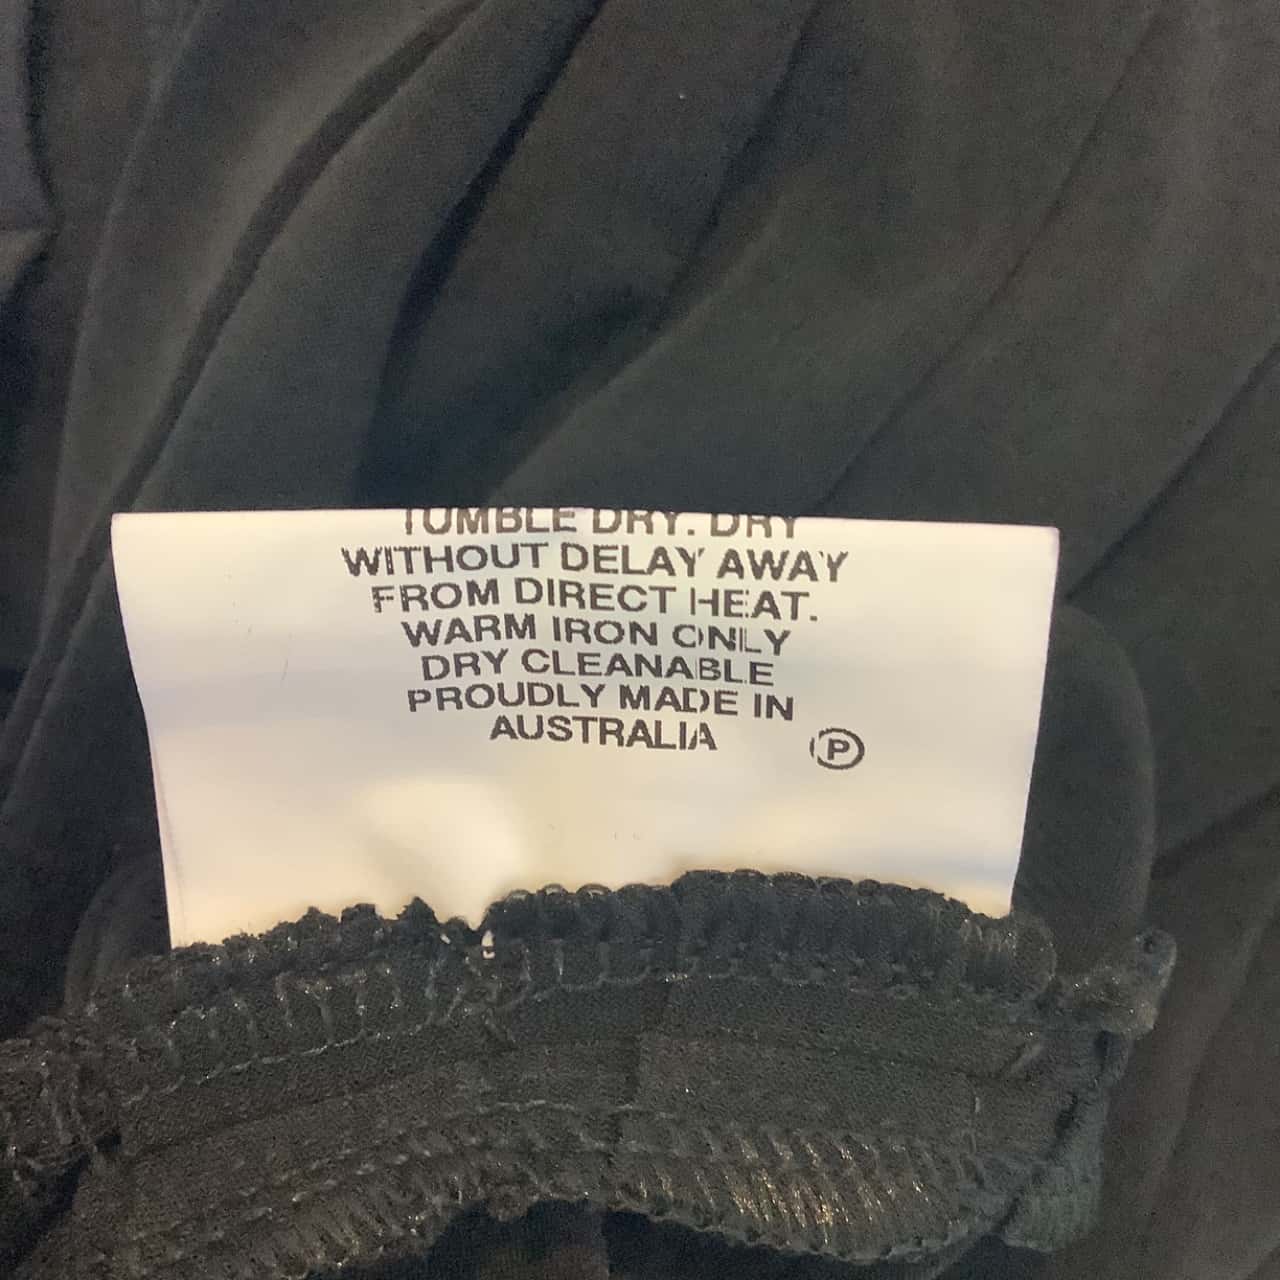 TUMBLE DRY. DRY
WITHOUT DELAY AWAY
FROM DIRECT HEAT.
WARM IRON ONLY
DRY CLEANABLE
PROUDLY MADE IN
AUSTRALIA
P